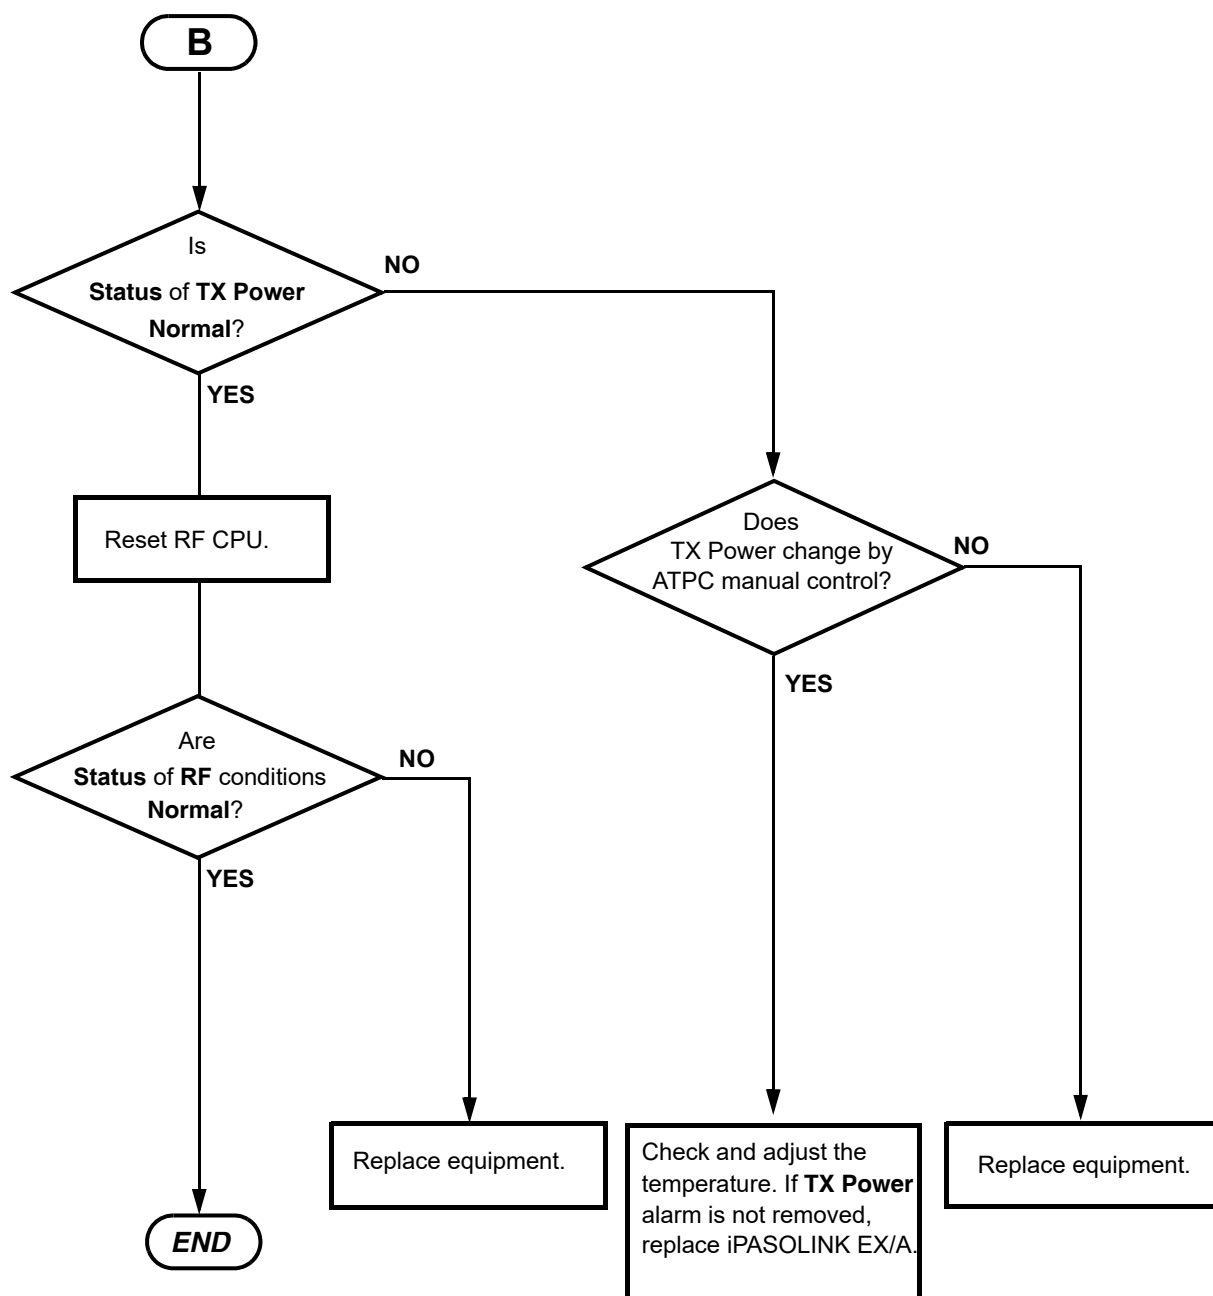 B
Is
Status of TX Power
Normal?
NO
YES
Reset RF CPU.
Does
TX Power change by
ATPC manual control?
NO
YES
Are
Status of RF conditions
Normal?
NO
YES
Replace equipment.
Check and adjust the
temperature. If TX Power
alarm is not removed,
replace iPASOLINK EX/A.
Replace equipment.
END